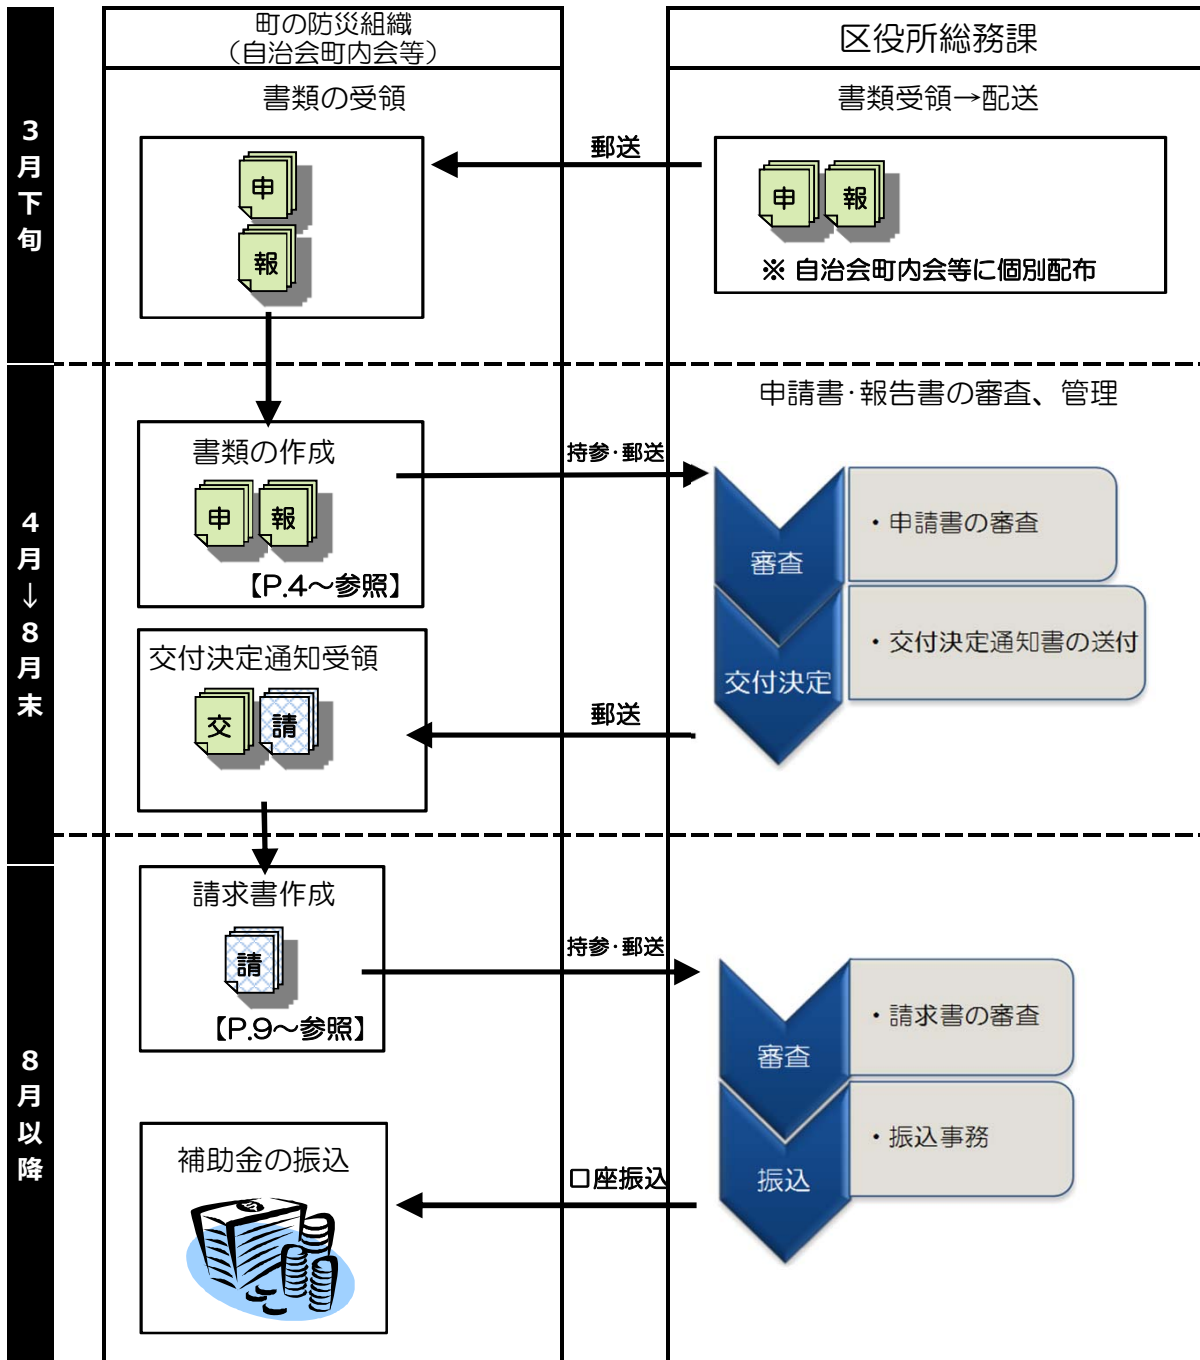 町の防災組織
（自治会町内会等）
区役所総務課
3月下旬
書類の受領
書類受領→配送
申
報
郵送
申 報
※ 自治会町内会等に個別配布
4月→8月末
書類の作成
申 報
【P.4～参照】
持参・郵送
申請書・報告書の審査、管理
審査
・申請書の審査
交付決定
・交付決定通知書の送付
交付決定通知受領
交 請
郵送
8月以降
請求書作成
請
【P.9～参照】
持参・郵送
審査
・請求書の審査
振込
・振込事務
補助金の振込
口座振込